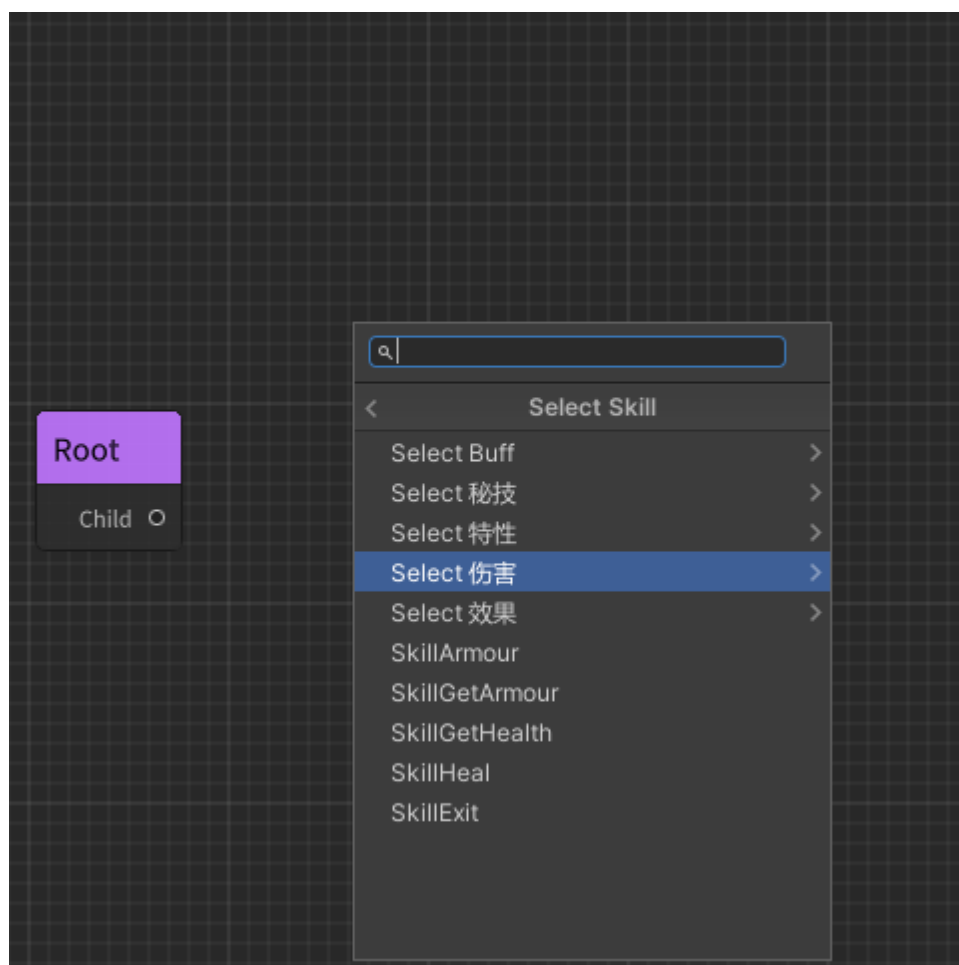 Root
Child
Select Skill
Select Buff
Select 秘技
Select 特性
Select 伤害
Select 效果
SkillArmour
SkillGetArmour
SkillGetHealth
SkillHeal
SkillExit